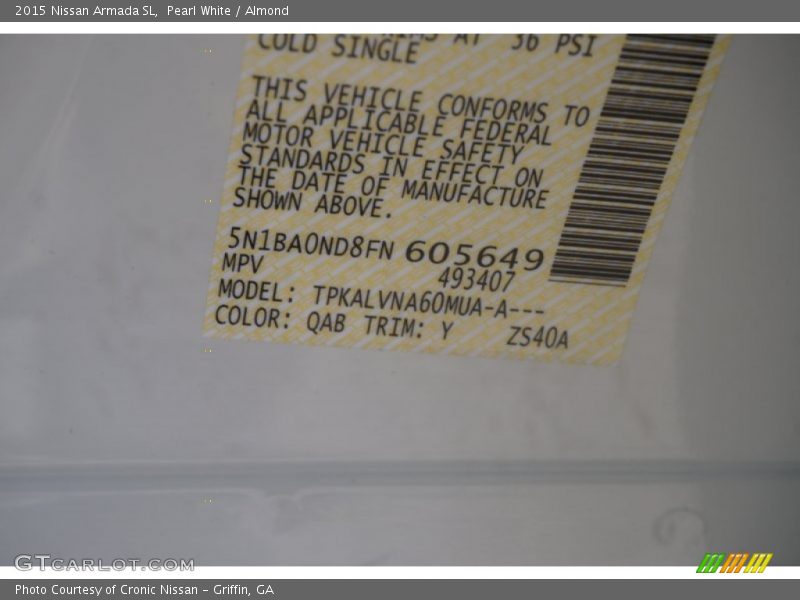 2015 Nissan Armada SL, Pearl White / Almond
AT 36 PSI
COLD SINGLE
THIS VEHICLE CONFORMS TO
ALL APPLICABLE FEDERAL
MOTOR VEHICLE SAFETY
STANDARDS IN EFFECT ON
THE DATE OF MANUFACTURE
SHOWN ABOVE.
5N1BA0ND8FN 605649
MPV 493407
MODEL: TPKALVNA60MUA-A---
COLOR: QAB TRIM: Y ZS40A
GTCARLOT.COM
Photo Courtesy of Cronic Nissan – Griffin, GA